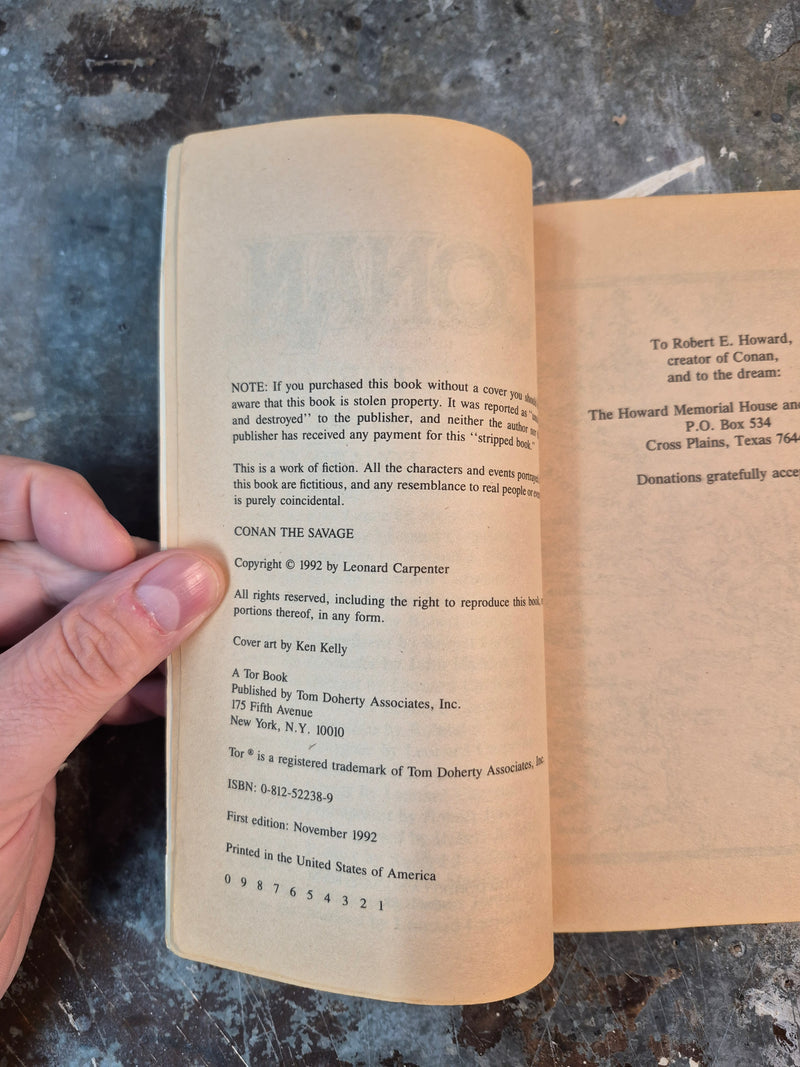 NOTE: If you purchased this book without a cover you should
aware that this book is stolen property. It was reported as "
and destroyed" to the publisher, and neither the author nor
publisher has received any payment for this "stripped book."
This is a work of fiction. All the characters and events portrayed
this book are fictitious, and any resemblance to real people or
is purely coincidental.
CONAN THE SAVAGE
Copyright © 1992 by Leonard Carpenter
All rights reserved, including the right to reproduce this book,
portions thereof, in any form.
Cover art by Ken Kelly
A Tor Book
Published by Tom Doherty Associates, Inc.
175 Fifth Avenue
New York, N.Y. 10010
Tor ® is a registered trademark of Tom Doherty Associates, Inc.
ISBN: 0-812-52238-9
First edition: November 1992
Printed in the United States of America
0 9 8 7 6 5 4 3 2 1
To Robert E. Howard,
creator of Conan,
and to the dream:
The Howard Memorial House and
P.O. Box 534
Cross Plains, Texas 7644
Donations gratefully